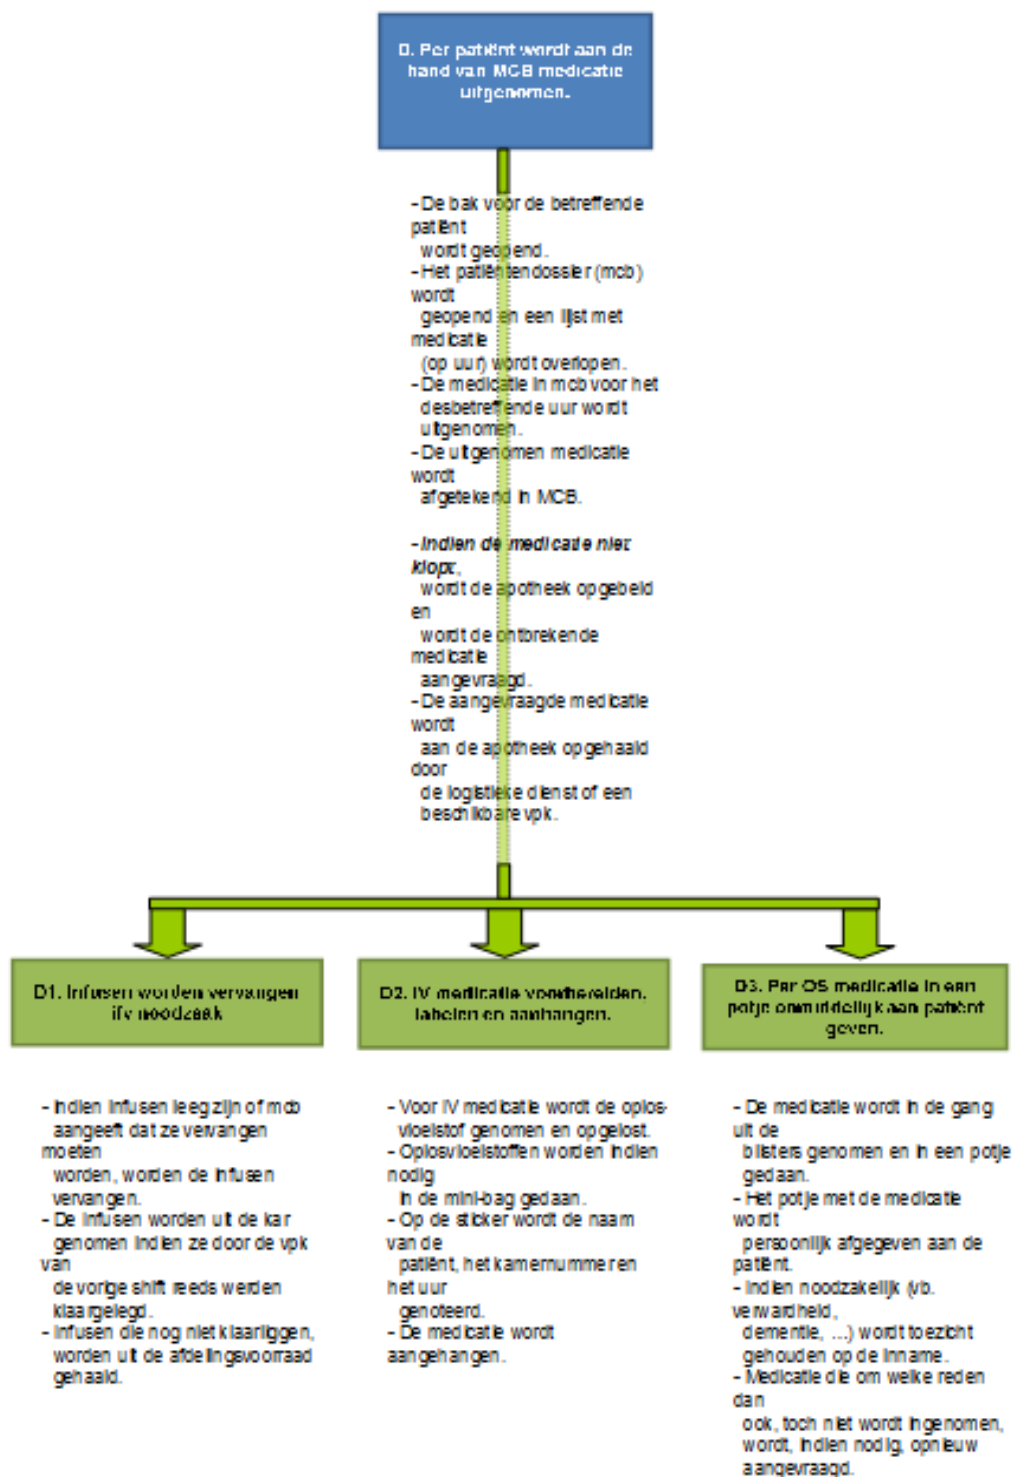 D. Per patiënt wordt aan de
hand van MCB medicatie
uitgenomen.
- De bak voor de betreffende
patiënt
wordt geopend.
- Het patiëntendossier (mcb)
wordt
geopend en een lijst met
medicatie
(op uur) wordt overlopen.
- De medicatie in mcb voor het
desbetreffende uur wordt
uitgenomen.
- De uitgenomen medicatie
wordt
afgetekend in MCB.
- Indien de medicatie niet
klopt,
wordt de apotheek opgebeld
en
wordt de ontbrekende
medicatie
aangevraagd.
- De aangevraagde medicatie
wordt
aan de apotheek opgehaald
door
de logistieke dienst of een
beschikbare vpk.
D1. Infusen worden vervangen
ifv noodzaak
- Indien infusen leeg zijn of mcb
aangeeft dat ze vervangen
moeten
worden, worden de infusen
vervangen.
- De infusen worden uit de kar
genomen indien ze door de vpk
van
de vorige shift reeds werden
klaargelegd.
- Infusen die nog niet klaarliggen,
worden uit de afdelingsvoorraad
gehaald.
D2. IV medicatie voorbereiden,
labelen en aanhangen.
- Voor IV medicatie wordt de oplos-
vloeistof genomen en opgelost.
- Oplosvloeistoffen worden indien
nodig
in de mini-bag gedaan.
- Op de sticker wordt de naam
van de
patiënt, het kamernummer en
het uur
genoteerd.
- De medicatie wordt
aangehangen.
D3. Per OS medicatie in een
potje onmiddelijk aan patiënt
geven.
- De medicatie wordt in de gang
uit de
blisters genomen en in een potje
gedaan.
- Het potje met de medicatie
wordt
persoonlijk afgegeven aan de
patiënt.
- Indien noodzakelijk (vb.
verwardheid,
dementie, ...) wordt toezicht
gehouden op de inname.
- Medicatie die om welke reden
dan
ook, toch niet wordt ingenomen,
wordt, indien nodig, opnieuw
aangevraagd.